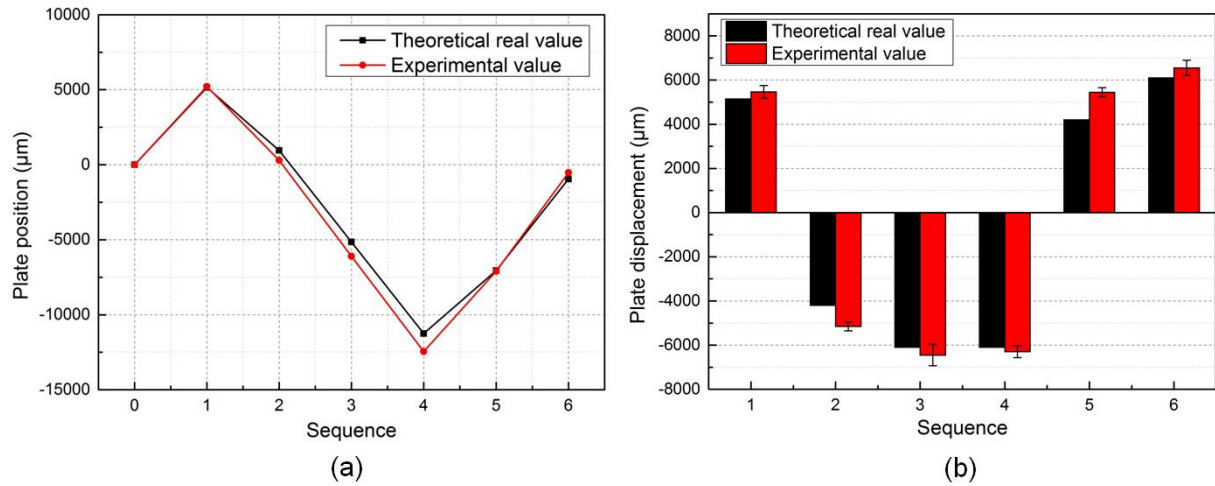 Theoretical real value
Experimental value
Plate position (μm)
10000
5000
0
-5000
-10000
-15000
0 1 2 3 4 5 6
Sequence
(a)
Theoretical real value
Experimental value
Plate displacement (μm)
8000
6000
4000
2000
0
-2000
-4000
-6000
-8000
1 2 3 4 5 6
Sequence
(b)